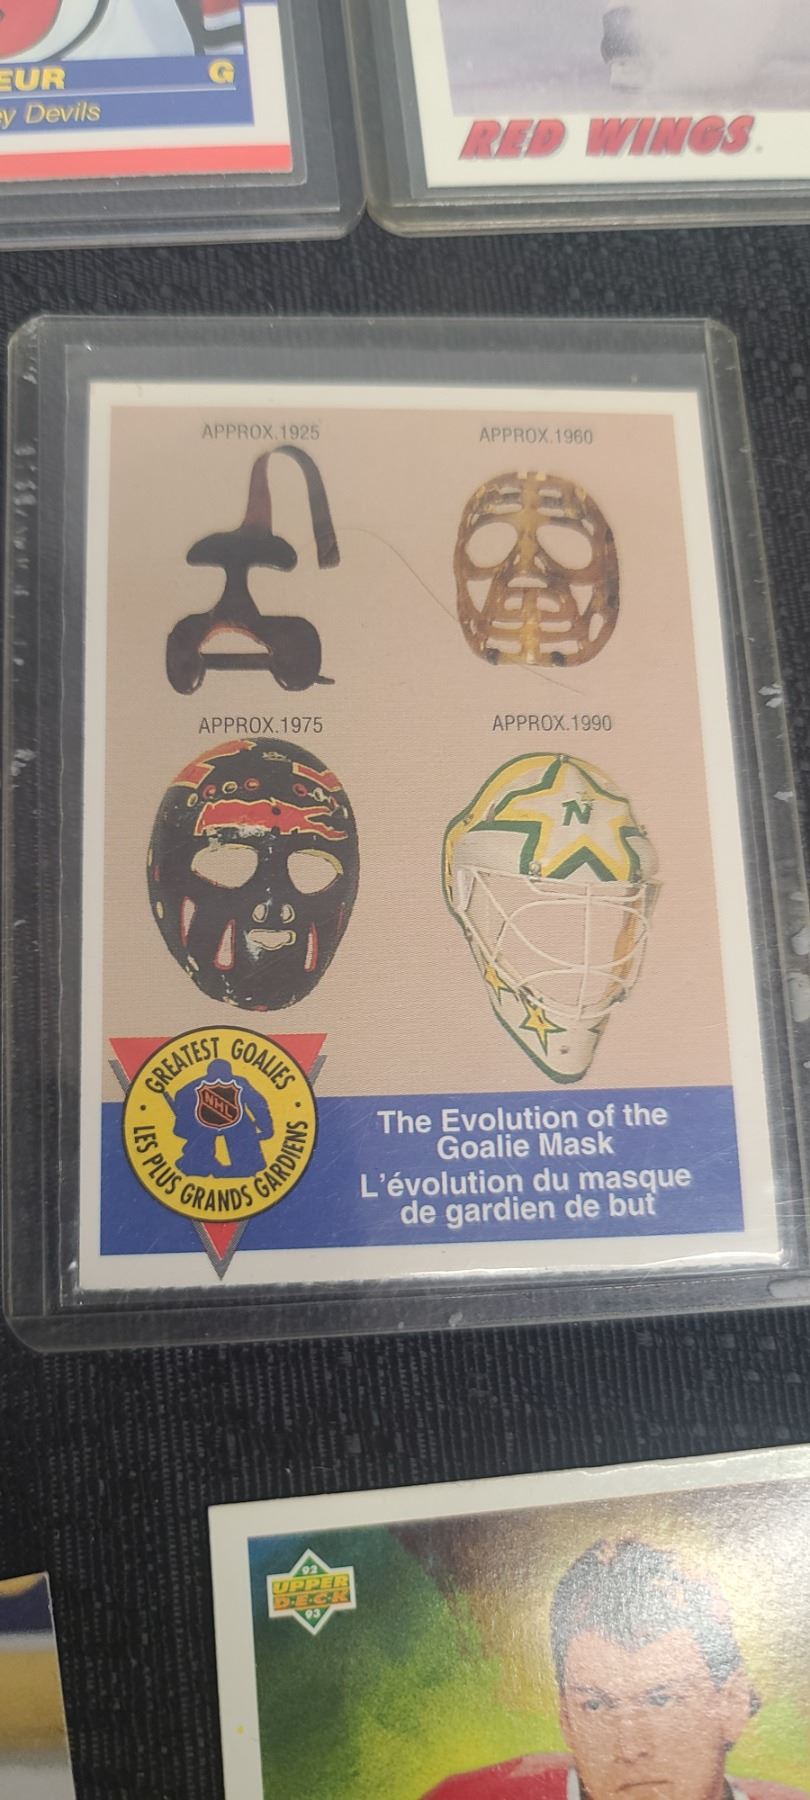 EUR G
ey Devils
RED WINGS.
APPROX.1925
APPROX.1960
APPROX.1975
APPROX.1990
N
GREATEST GOALIES
NHL
LES PLUS GRANDS GARDIENS
The Evolution of the
Goalie Mask
L'évolution du masque
de gardien de but
92
UPPER
DECK
93